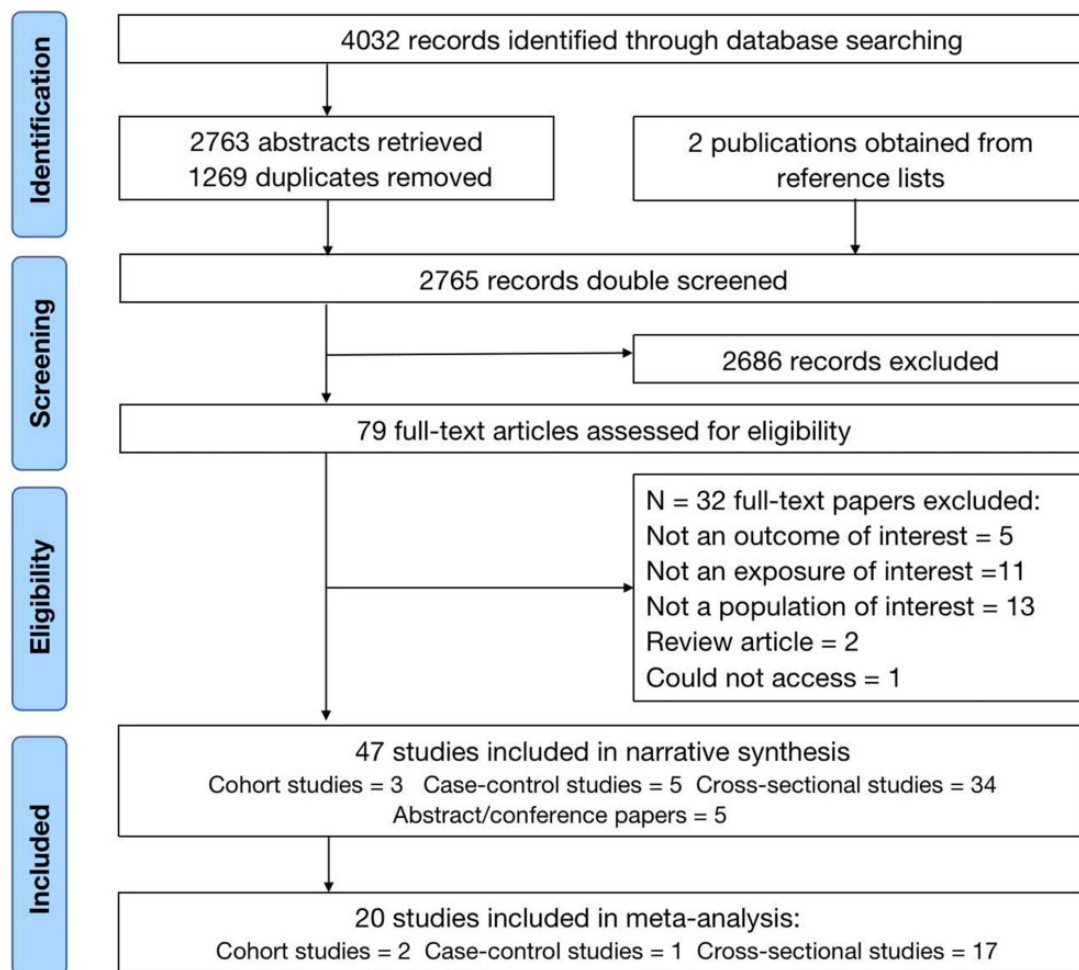 Identification
4032 records identified through database searching
2763 abstracts retrieved
1269 duplicates removed
2 publications obtained from
reference lists
Screening
2765 records double screened
2686 records excluded
79 full-text articles assessed for eligibility
Eligibility
N = 32 full-text papers excluded:
Not an outcome of interest = 5
Not an exposure of interest =11
Not a population of interest = 13
Review article = 2
Could not access = 1
Included
47 studies included in narrative synthesis
Cohort studies = 3 Case-control studies = 5 Cross-sectional studies = 34
Abstract/conference papers = 5
20 studies included in meta-analysis:
Cohort studies = 2 Case-control studies = 1 Cross-sectional studies = 17